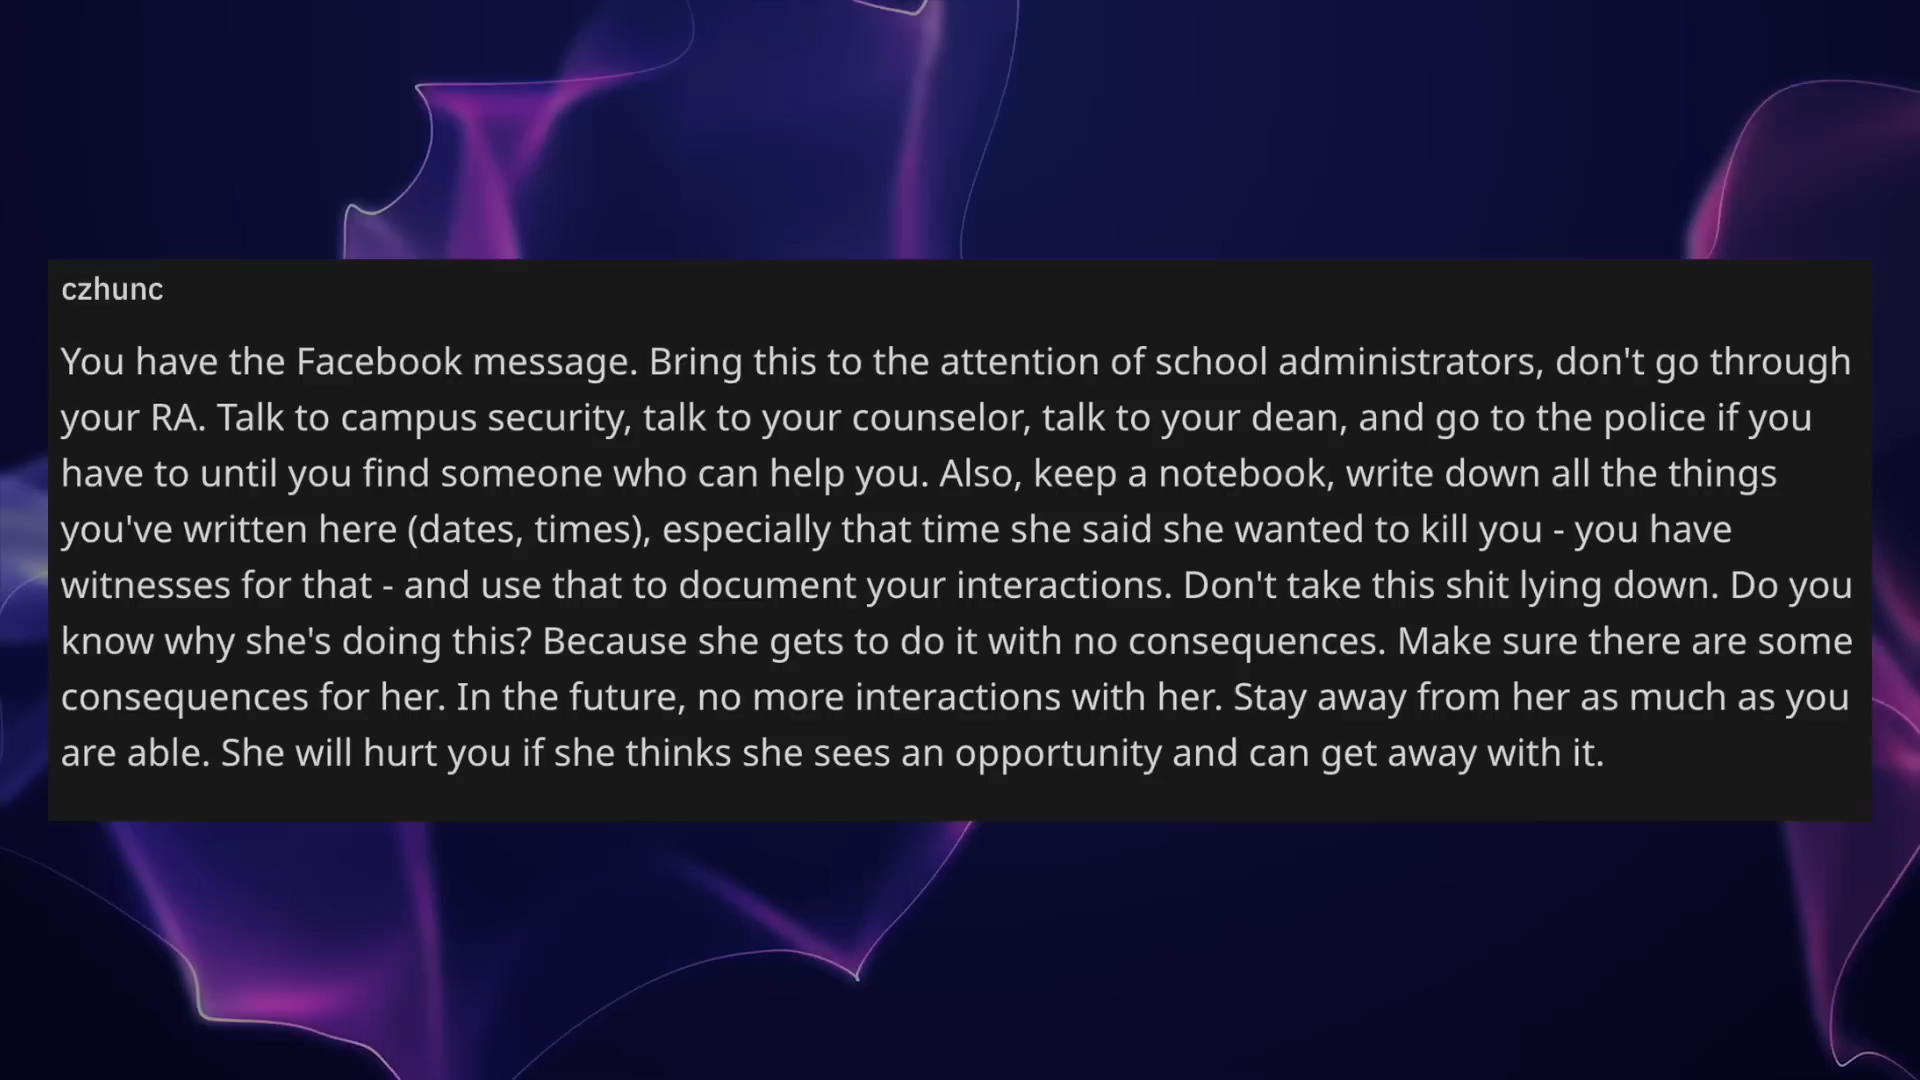 czhunc
You have the Facebook message. Bring this to the attention of school administrators, don't go through
your RA. Talk to campus security, talk to your counselor, talk to your dean, and go to the police if you
have to until you find someone who can help you. Also, keep a notebook, write down all the things
you've written here (dates, times), especially that time she said she wanted to kill you - you have
witnesses for that - and use that to document your interactions. Don't take this shit lying down. Do you
know why she's doing this? Because she gets to do it with no consequences. Make sure there are some
consequences for her. In the future, no more interactions with her. Stay away from her as much as you
are able. She will hurt you if she thinks she sees an opportunity and can get away with it.